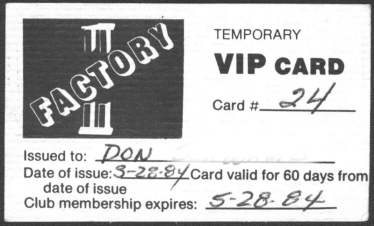 FACTORY
II
TEMPORARY
VIP CARD
Card # 24
Issued to: DON
Date of issue: 3-28-84 Card valid for 60 days from
date of issue
Club membership expires: 5-28-84